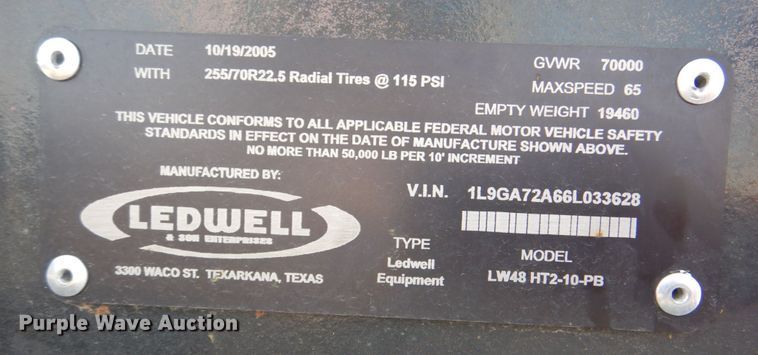 DATE 10/19/2005 GVWR 70000
WITH 255/70R22.5 Radial Tires @ 115 PSI MAXSPEED 65
EMPTY WEIGHT 19460
THIS VEHICLE CONFORMS TO ALL APPLICABLE FEDERAL MOTOR VEHICLE SAFETY
STANDARDS IN EFFECT ON THE DATE OF MANUFACTURE SHOWN ABOVE.
NO MORE THAN 50,000 LB PER 10' INCREMENT
MANUFACTURED BY:
V.I.N. 1L9GA72A66L033628
LEDWELL
& SON ENTERPRISES
3300 WACO ST. TEXARKANA, TEXAS
TYPE
Ledwell
Equipment
MODEL
LW48 HT2-10-PB
Purple Wave Auction